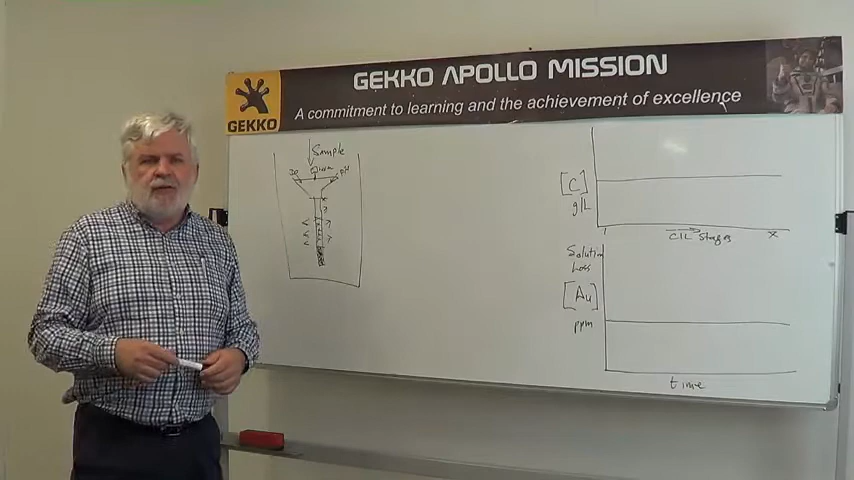 GEKKO APOLLO MISSION
A commitment to learning and the achievement of excellence
GEKKO
Sample
pH
[C]
g/L
CIL Stages
x
Solution
Loss
[Au]
ppm
time